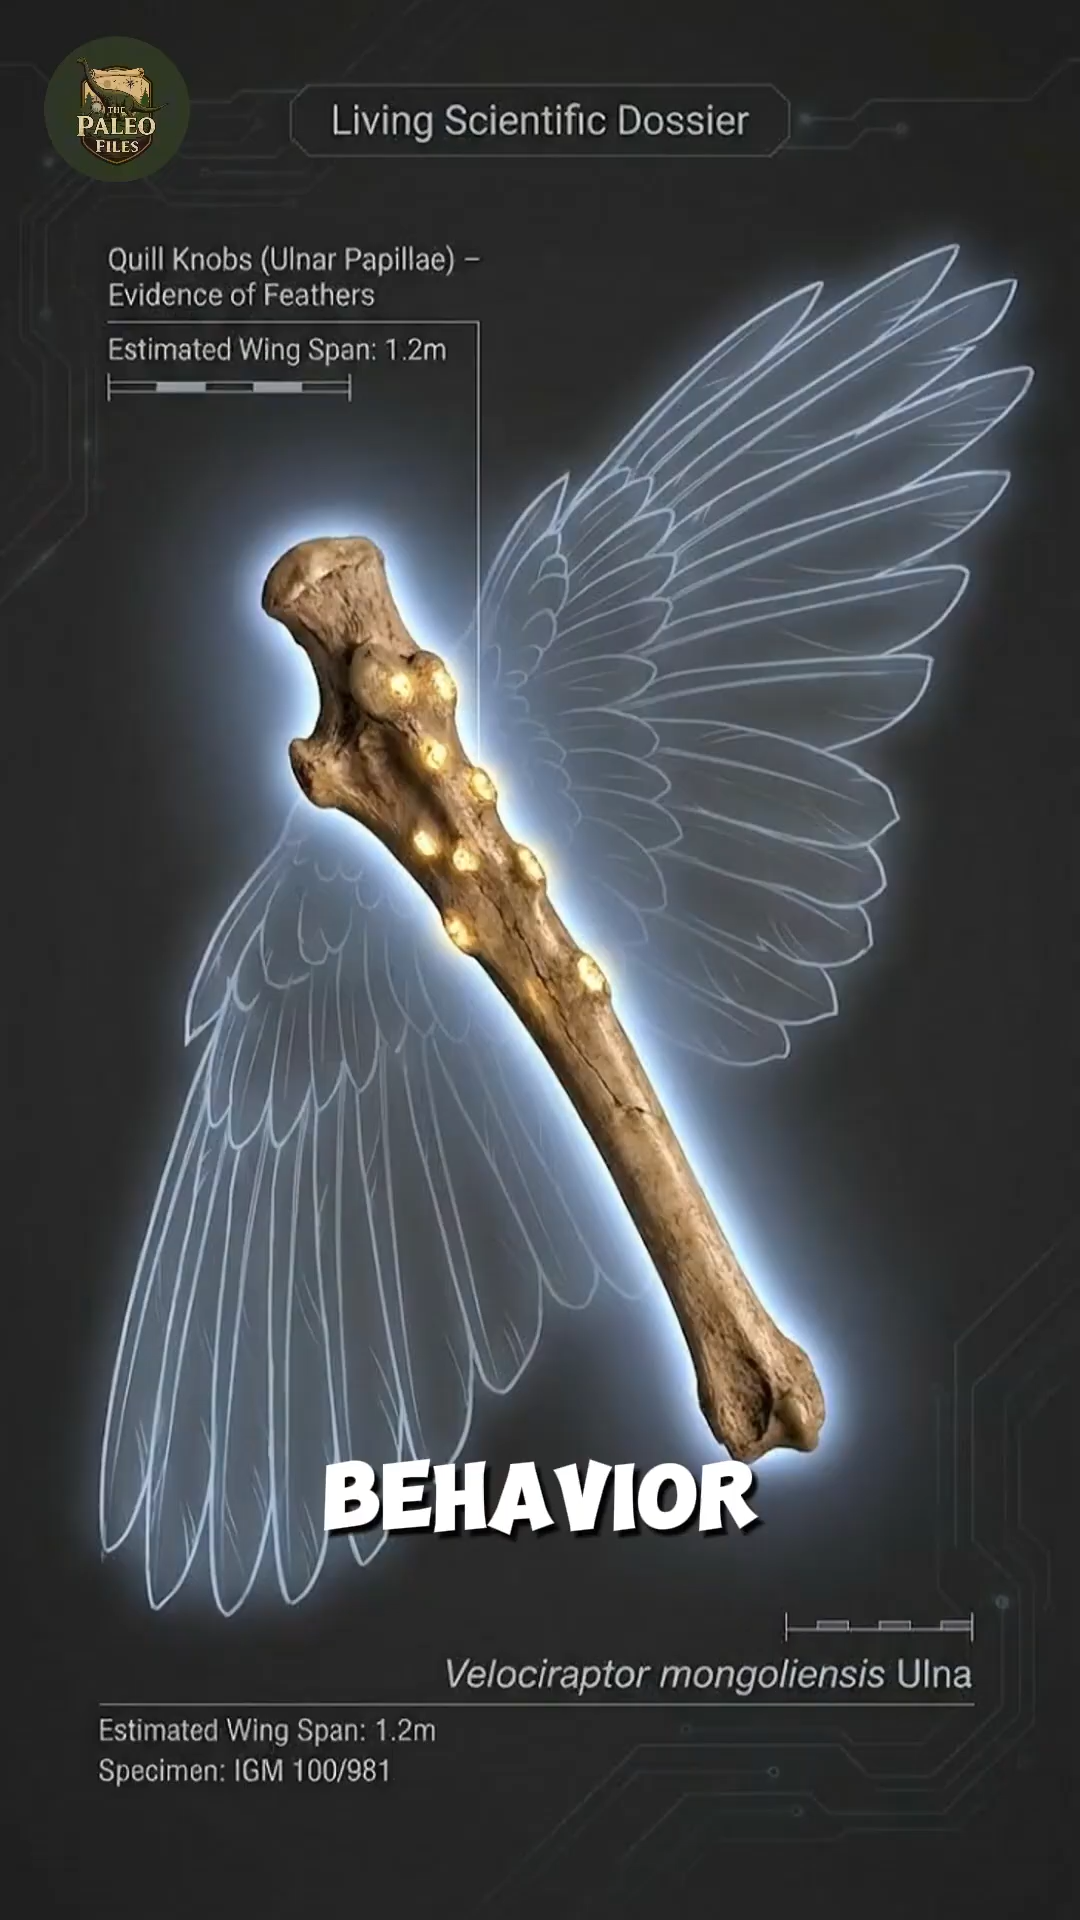 THE
PALEO
FILES
Living Scientific Dossier
Quill Knobs (Ulnar Papillae) –
Evidence of Feathers
Estimated Wing Span: 1.2m
BEHAVIOR
Velociraptor mongoliensis Ulna
Estimated Wing Span: 1.2m
Specimen: IGM 100/981